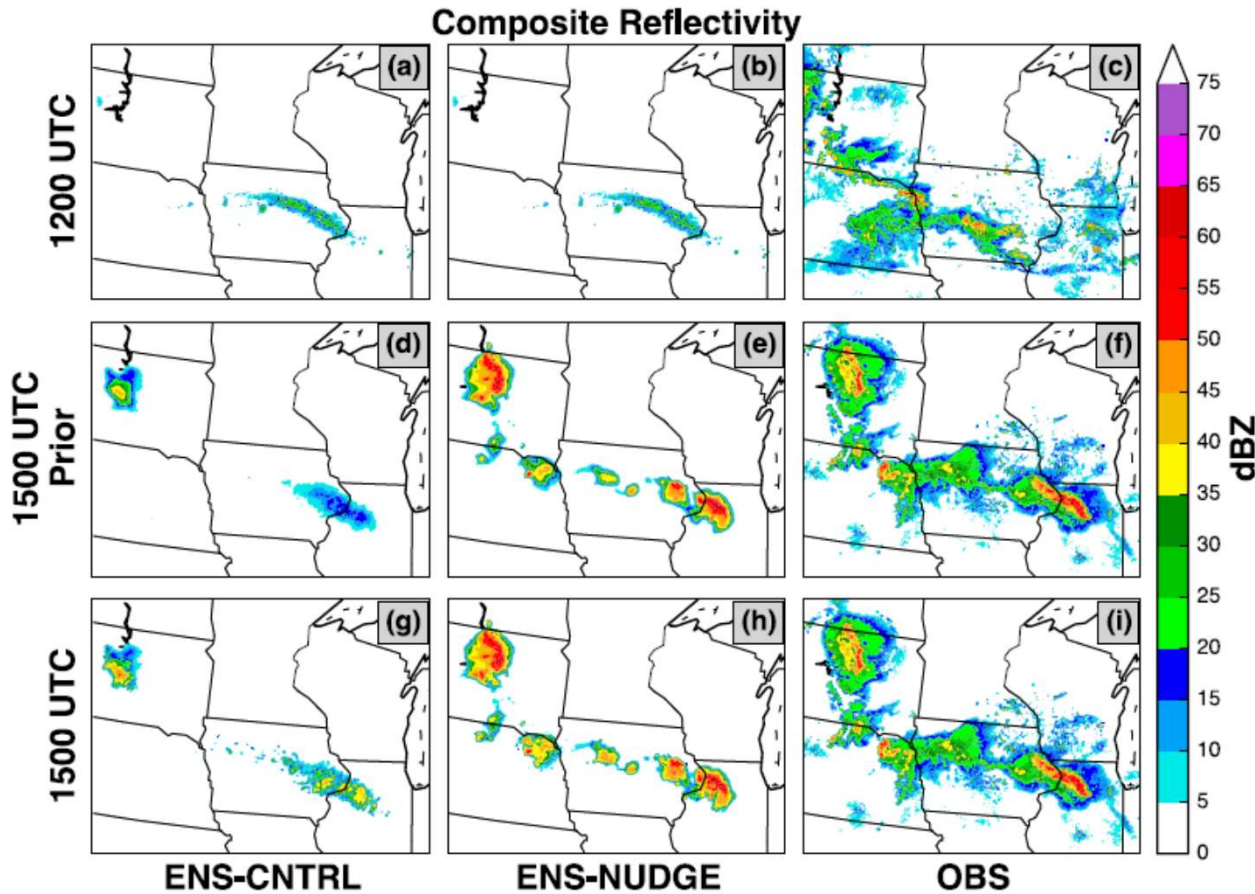 Composite Reflectivity
1200 UTC
(a)
(b)
(c)
1500 UTC
Prior
(d)
(e)
(f)
1500 UTC
(g)
(h)
(i)
ENS-CNTRL
ENS-NUDGE
OBS
75
70
65
60
55
50
45
40
35
30
25
20
15
10
5
0
dBZ